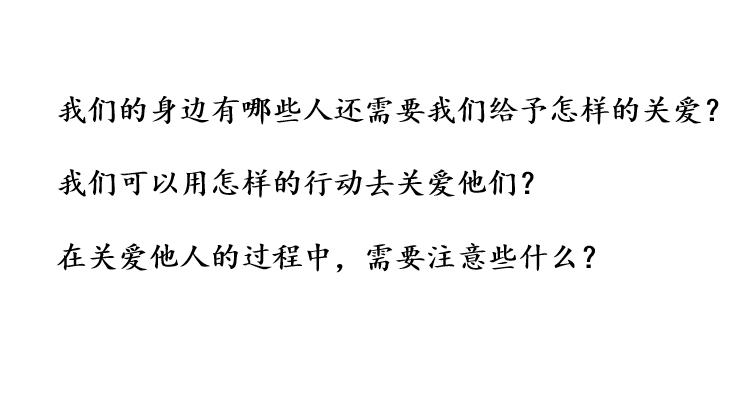 我们的身边有哪些人还需要我们给予怎样的关爱？
我们可以用怎样的行动去关爱他们？
在关爱他人的过程中，需要注意些什么？